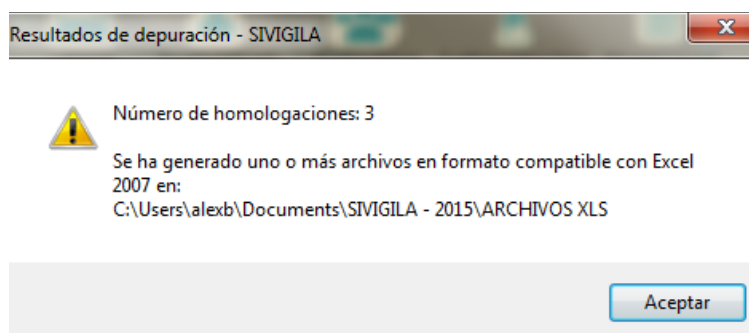 Resultados de depuración - SIVIGILA
Número de homologaciones: 3
Se ha generado uno o más archivos en formato compatible con Excel
2007 en:
C:\Users\alexb\Documents\SIVIGILA - 2015\ARCHIVOS XLS
Aceptar